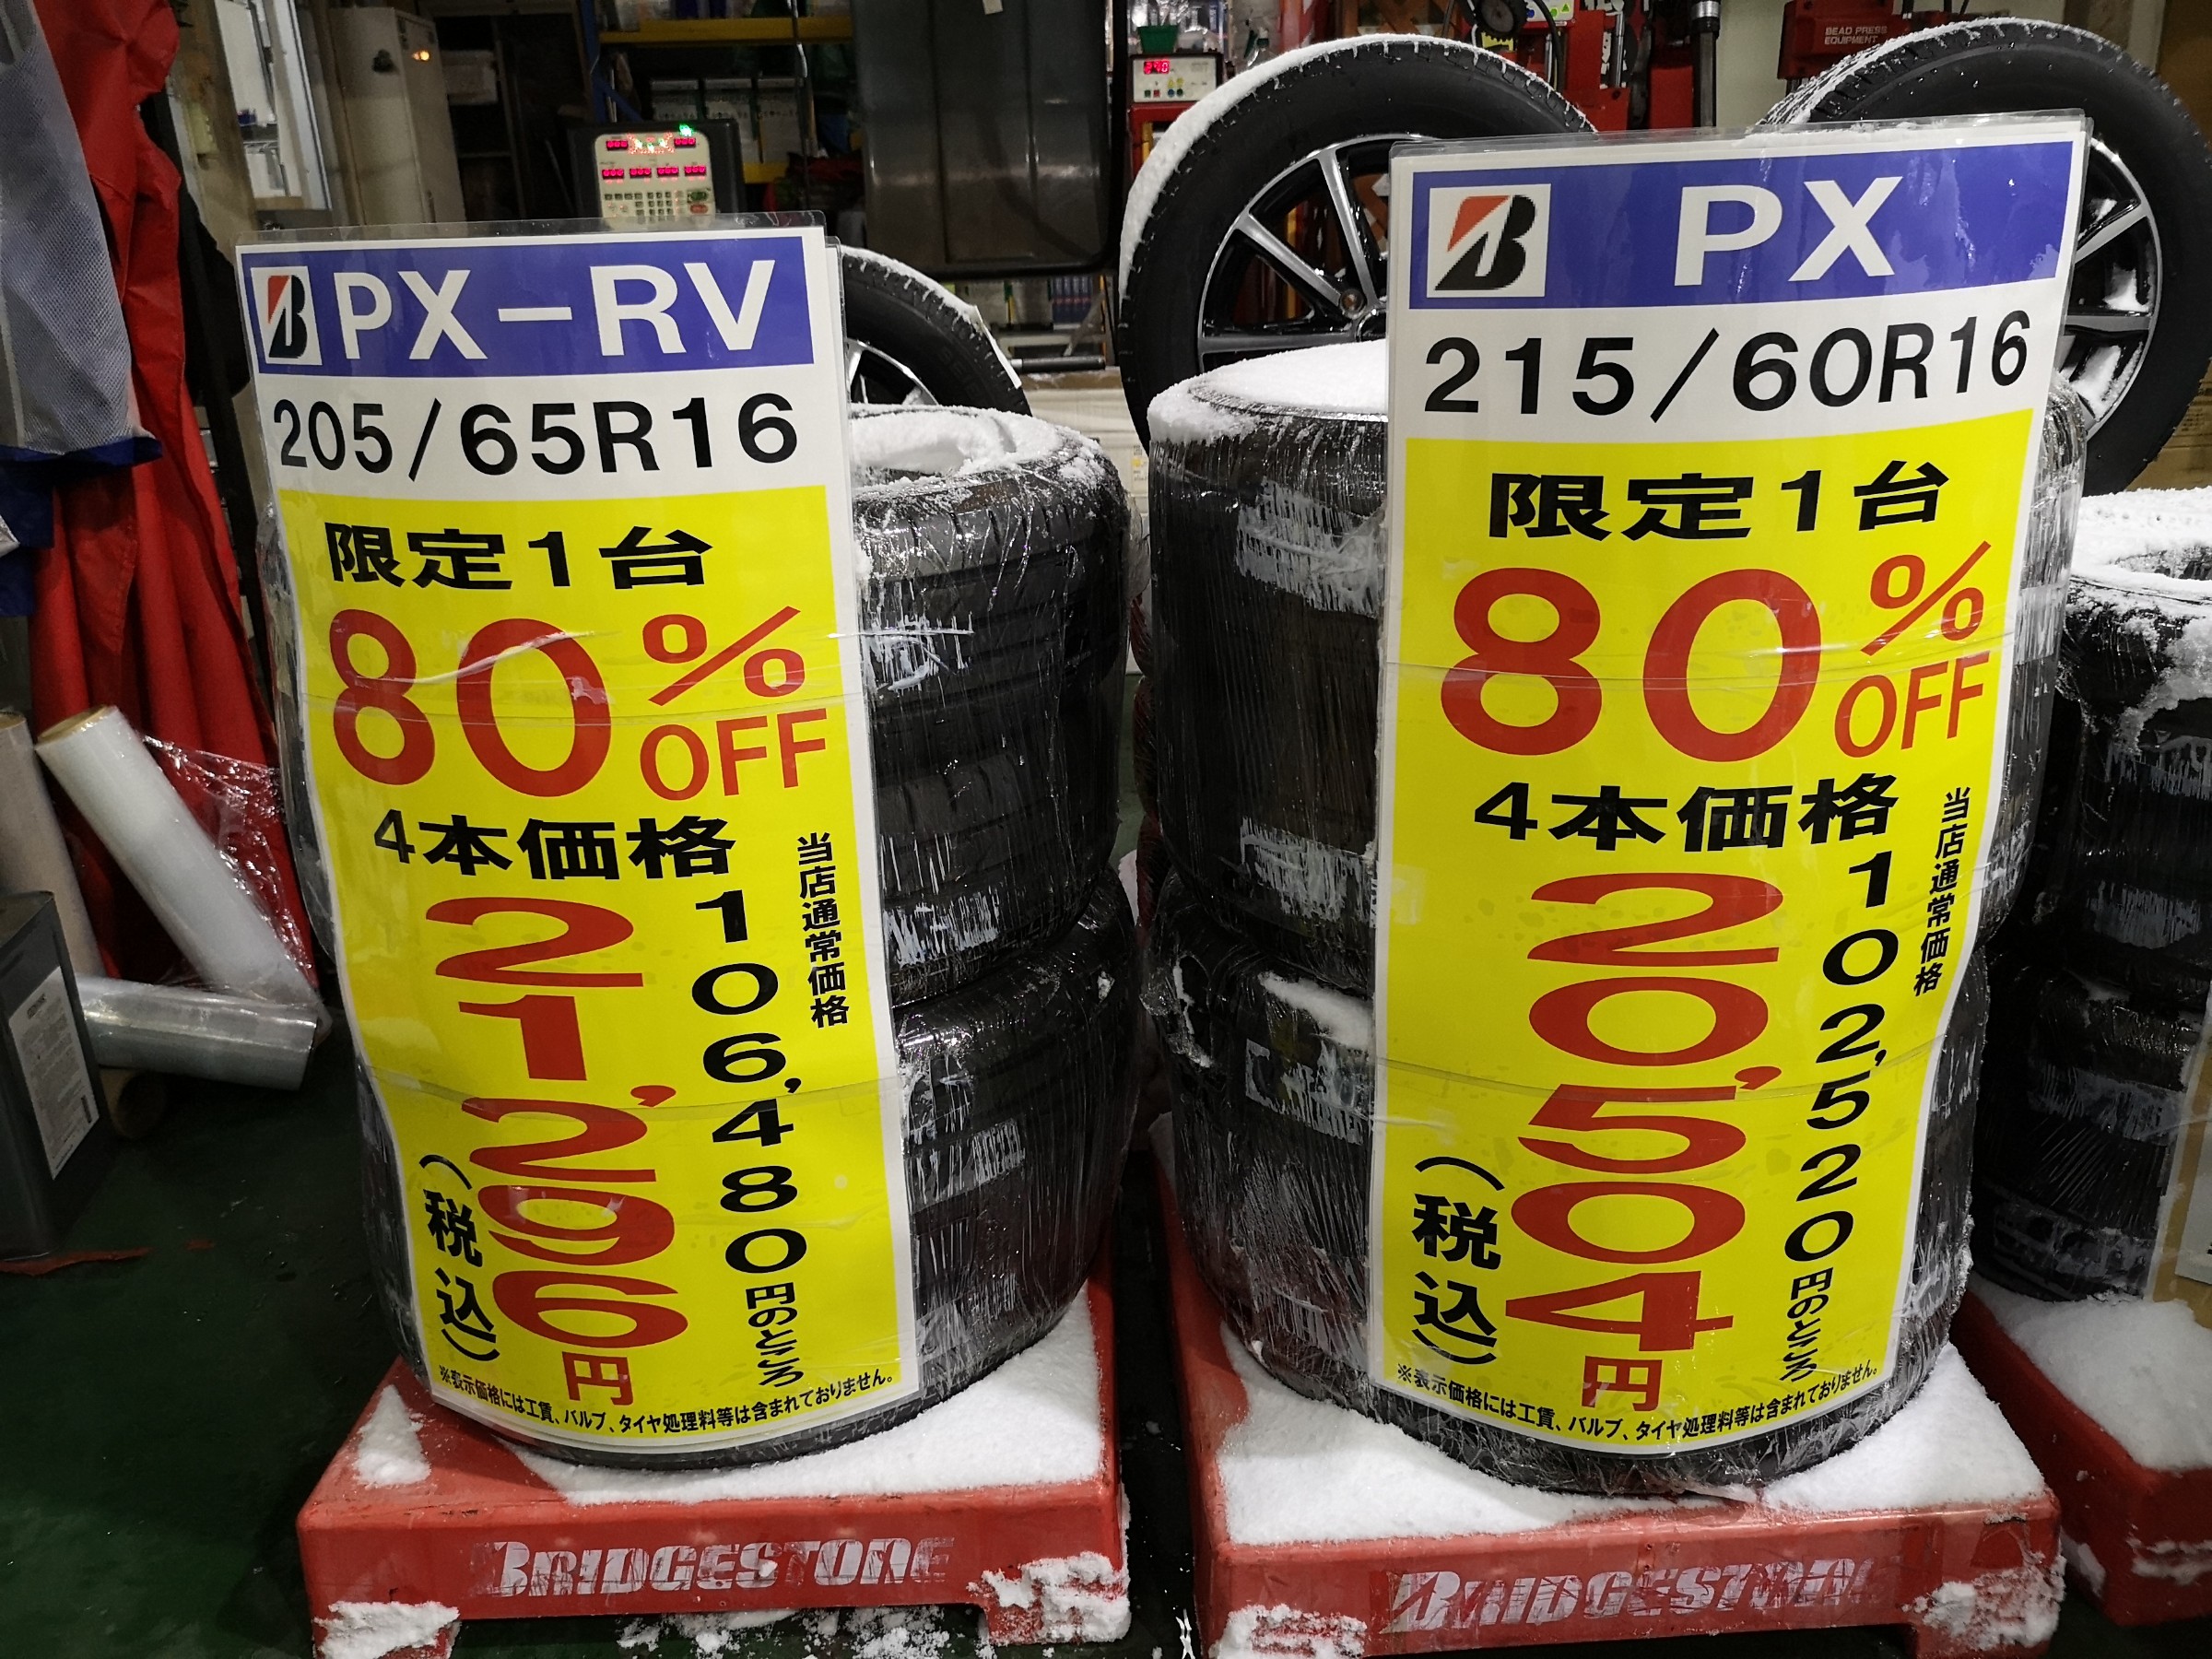 PX-RV
205/65R16
限定1台
80%
OFF
4本価格
当店通常価格
106,480円のところ
21,296円
(税込)
※表示価格には工賃、バルブ、タイヤ処理料等は含まれておりません。
BRIDGESTONE
BEAD PRESS
EQUIPMENT
PX
215/60R16
限定1台
80%
OFF
4本価格
当店通常価格
102,520円のところ
20,504円
(税込)
※表示価格には工賃、バルブ、タイヤ処理料等は含まれておりません。
BRIDGESTONE